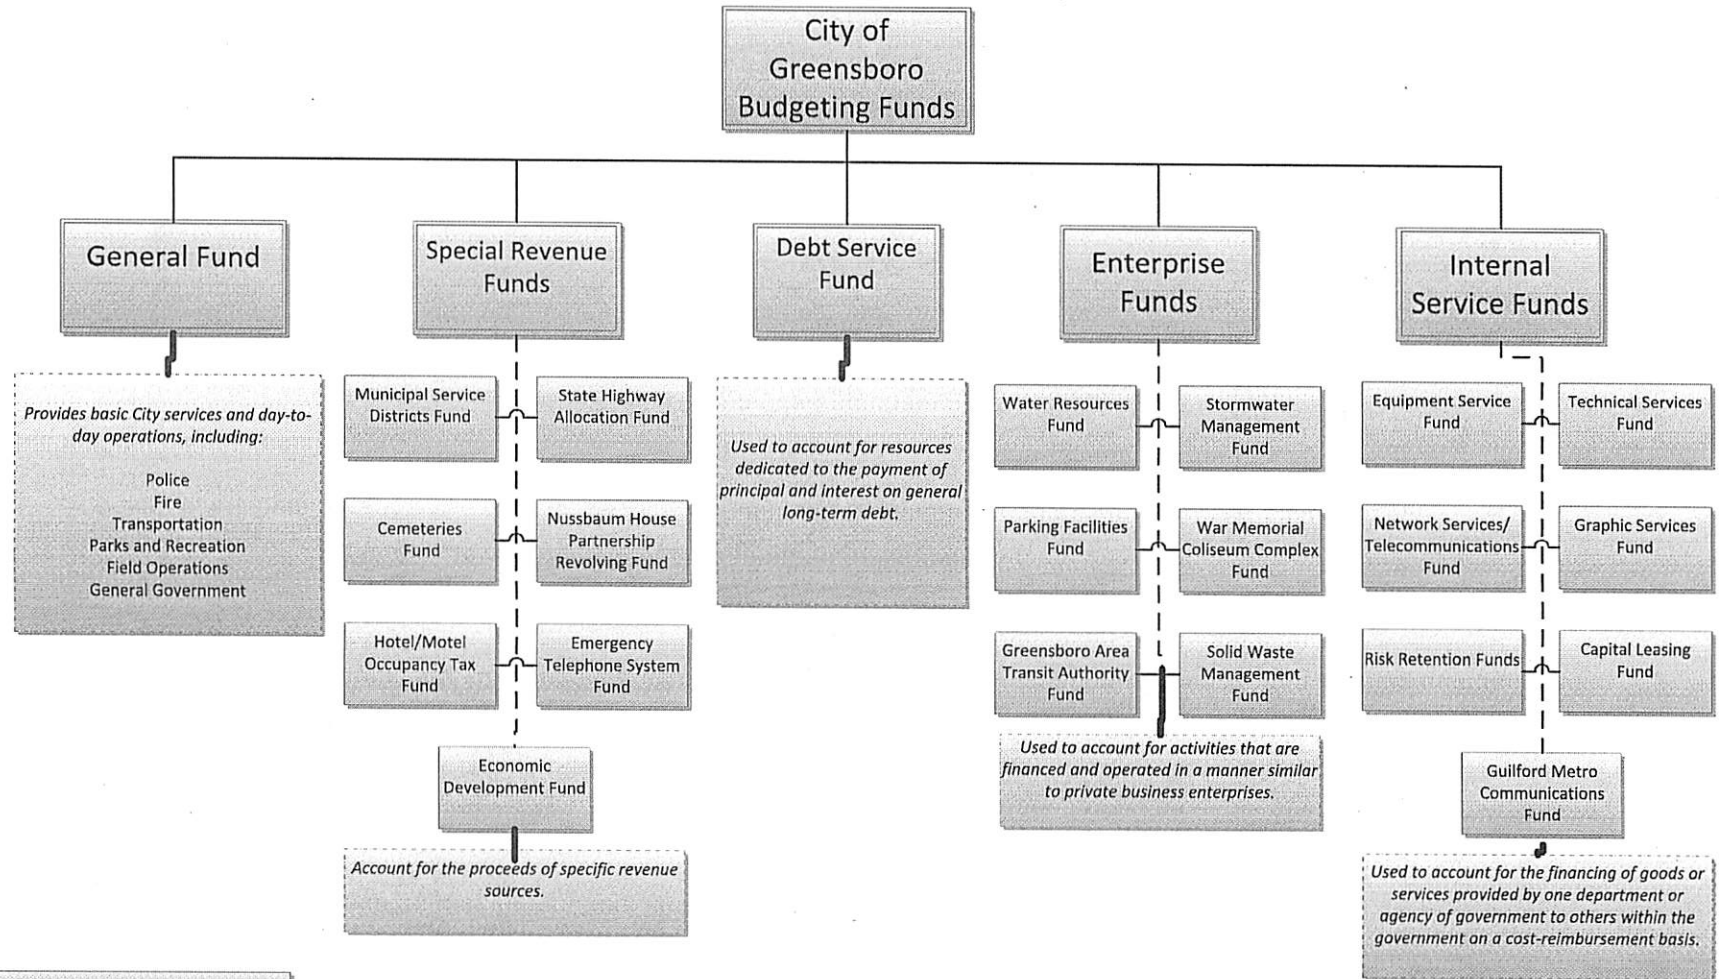 City of
Greensboro
Budgeting Funds
General Fund
Provides basic City services and day-to-
day operations, including:
Police
Fire
Transportation
Parks and Recreation
Field Operations
General Government
Special Revenue
Funds
Municipal Service
Districts Fund
State Highway
Allocation Fund
Cemeteries
Fund
Nussbaum House
Partnership
Revolving Fund
Hotel/Motel
Occupancy Tax
Fund
Emergency
Telephone System
Fund
Economic
Development Fund
Account for the proceeds of specific revenue
sources.
Debt Service
Fund
Used to account for resources
dedicated to the payment of
principal and interest on general
long-term debt.
Enterprise
Funds
Water Resources
Fund
Stormwater
Management
Fund
Parking Facilities
Fund
War Memorial
Coliseum Complex
Fund
Greensboro Area
Transit Authority
Fund
Solid Waste
Management
Fund
Used to account for activities that are
financed and operated in a manner similar
to private business enterprises.
Internal
Service Funds
Equipment Service
Fund
Technical Services
Fund
Network Services/
Telecommunications
Fund
Graphic Services
Fund
Risk Retention Funds
Capital Leasing
Fund
Guilford Metro
Communications
Fund
Used to account for the financing of goods or
services provided by one department or
agency of government to others within the
government on a cost-reimbursement basis.